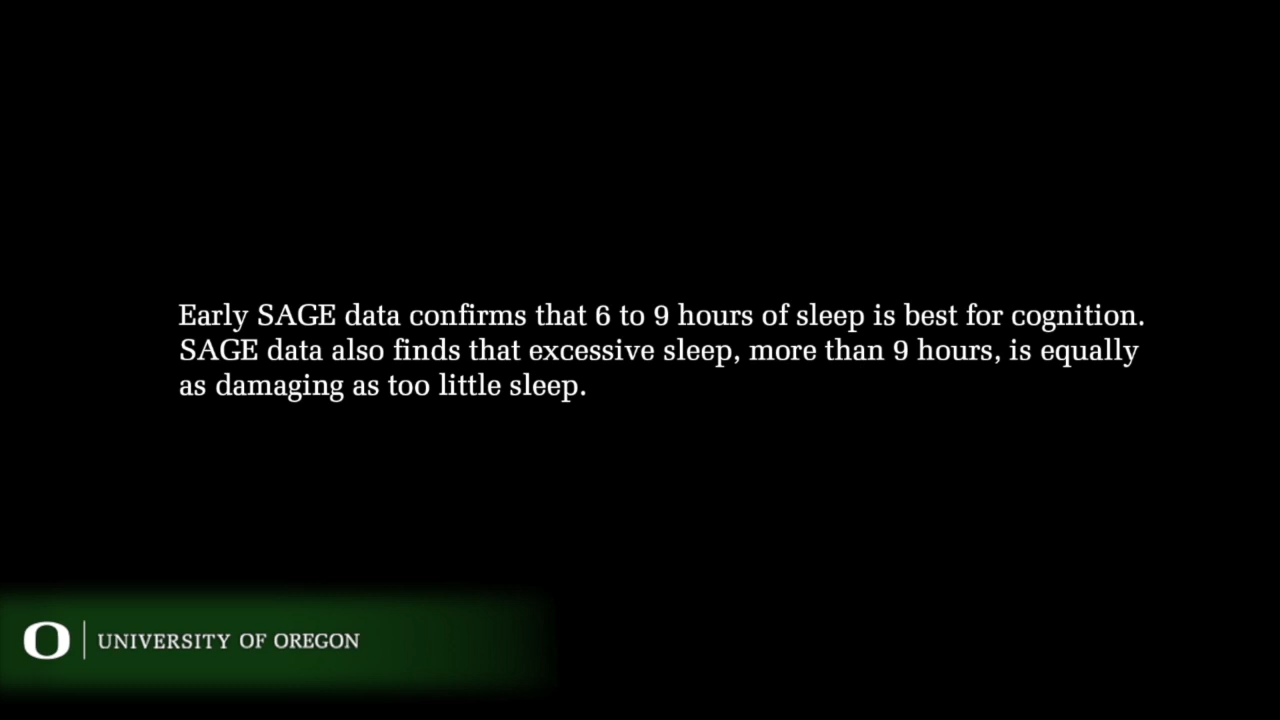 Early SAGE data confirms that 6 to 9 hours of sleep is best for cognition.
SAGE data also finds that excessive sleep, more than 9 hours, is equally
as damaging as too little sleep.
O | UNIVERSITY OF OREGON